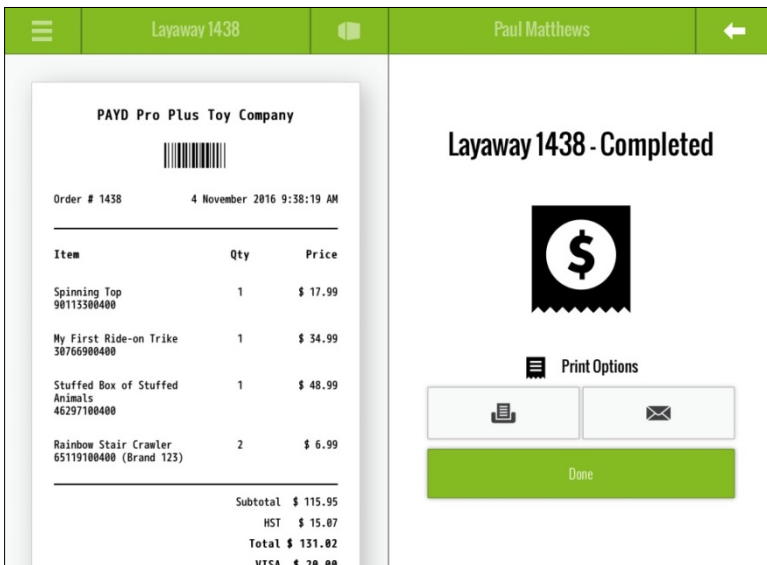 Layaway 1438
Paul Matthews
PAYD Pro Plus Toy Company
Order # 1438 4 November 2016 9:38:19 AM
Item Qty Price
Spinning Top 1 $ 17.99
90113300400
My First Ride-on Trike 1 $ 34.99
30766900400
Stuffed Box of Stuffed 1 $ 48.99
Animals
46297100400
Rainbow Stair Crawler 2 $ 6.99
65119100400 (Brand 123)
Subtotal $ 115.95
HST $ 15.07
Total $ 131.02
VISA $ 20.00
Layaway 1438 - Completed
$
Print Options
Done